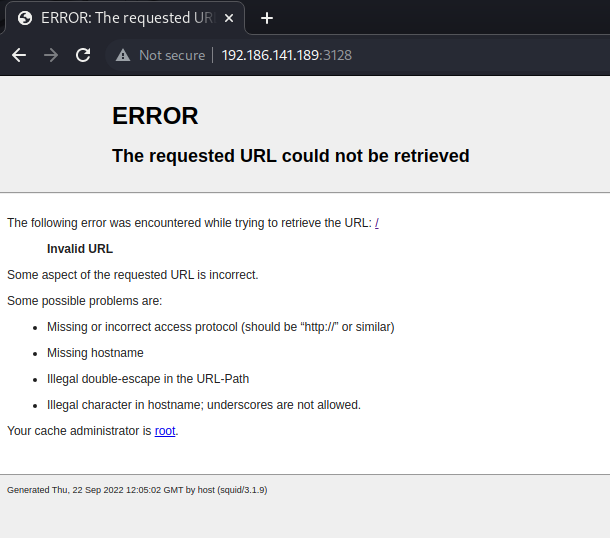 ERROR: The requested UR
Not secure
192.186.141.189:3128
ERROR
The requested URL could not be retrieved
The following error was encountered while trying to retrieve the URL: /
Invalid URL
Some aspect of the requested URL is incorrect.
Some possible problems are:
• Missing or incorrect access protocol (should be “http://” or similar)
• Missing hostname
• Illegal double-escape in the URL-Path
• Illegal character in hostname; underscores are not allowed.
Your cache administrator is root.
Generated Thu, 22 Sep 2022 12:05:02 GMT by host (squid/3.1.9)